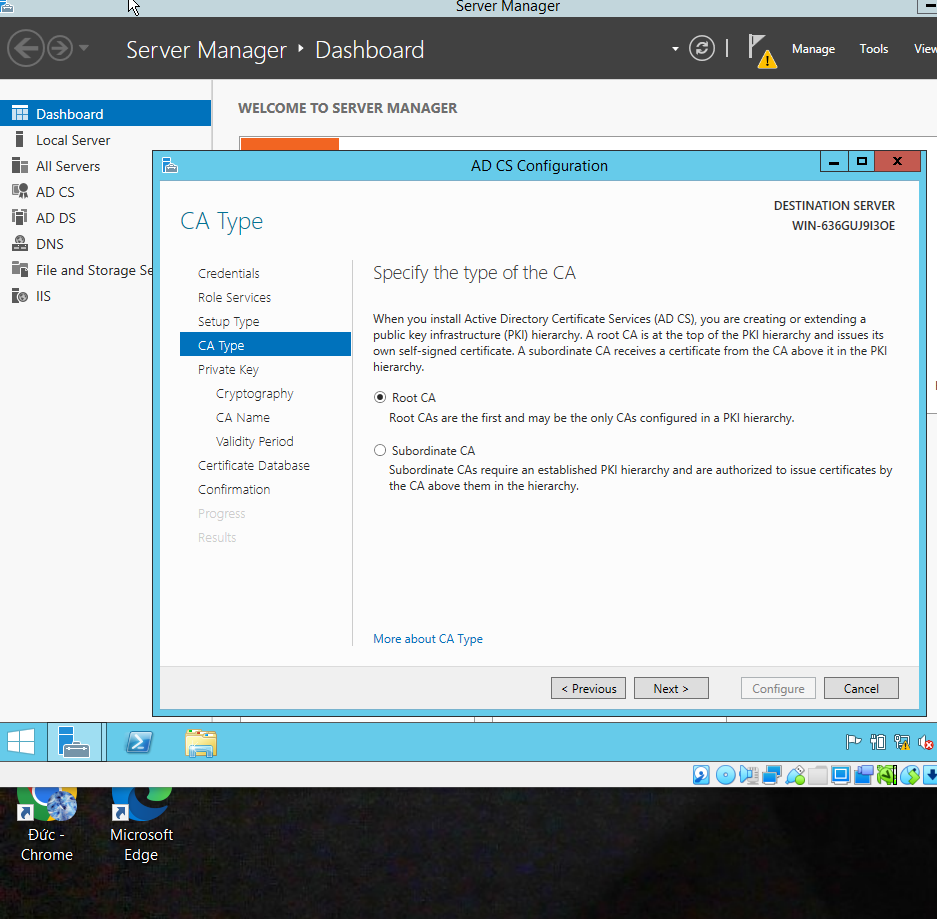 Server Manager
Server Manager • Dashboard
Manage
Tools
View
Dashboard
Local Server
All Servers
AD CS
AD DS
DNS
File and Storage Se
IIS
WELCOME TO SERVER MANAGER
AD CS Configuration
CA Type
DESTINATION SERVER
WIN-636GUJ9I3OE
Credentials
Role Services
Setup Type
CA Type
Private Key
Cryptography
CA Name
Validity Period
Certificate Database
Confirmation
Progress
Results
Specify the type of the CA
When you install Active Directory Certificate Services (AD CS), you are creating or extending a
public key infrastructure (PKI) hierarchy. A root CA is at the top of the PKI hierarchy and issues its
own self-signed certificate. A subordinate CA receives a certificate from the CA above it in the PKI
hierarchy.
Root CA
Root CAs are the first and may be the only CAs configured in a PKI hierarchy.
Subordinate CA
Subordinate CAs require an established PKI hierarchy and are authorized to issue certificates by
the CA above them in the hierarchy.
More about CA Type
< Previous
Next >
Configure
Cancel
Đức -
Chrome
Microsoft
Edge